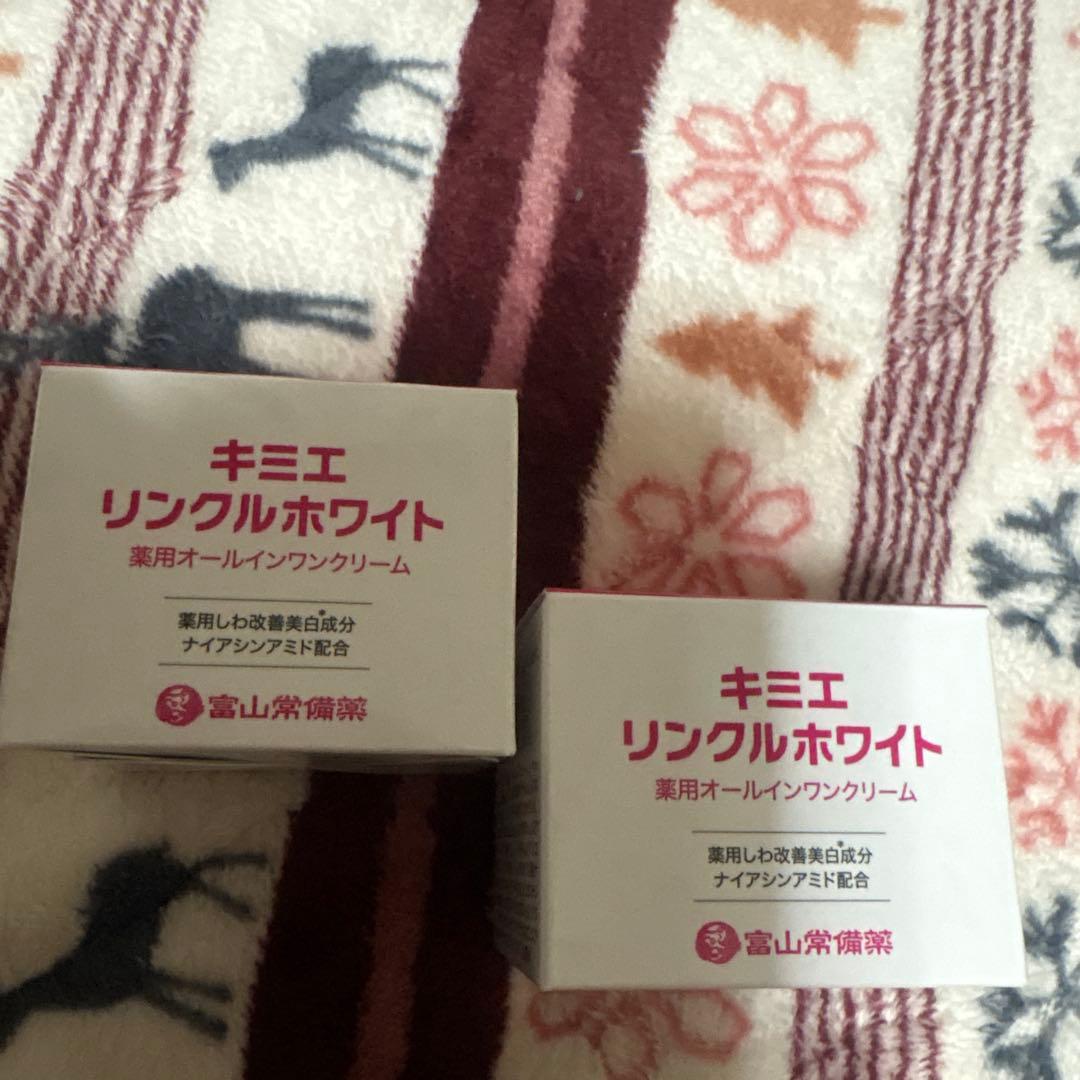 キミエ
リンクルホワイト
薬用オールインワンクリーム
薬用しわ改善美白*成分
ナイアシンアミド配合
富山常備薬
キミエ
リンクルホワイト
薬用オールインワンクリーム
薬用しわ改善美白*成分
ナイアシンアミド配合
富山常備薬